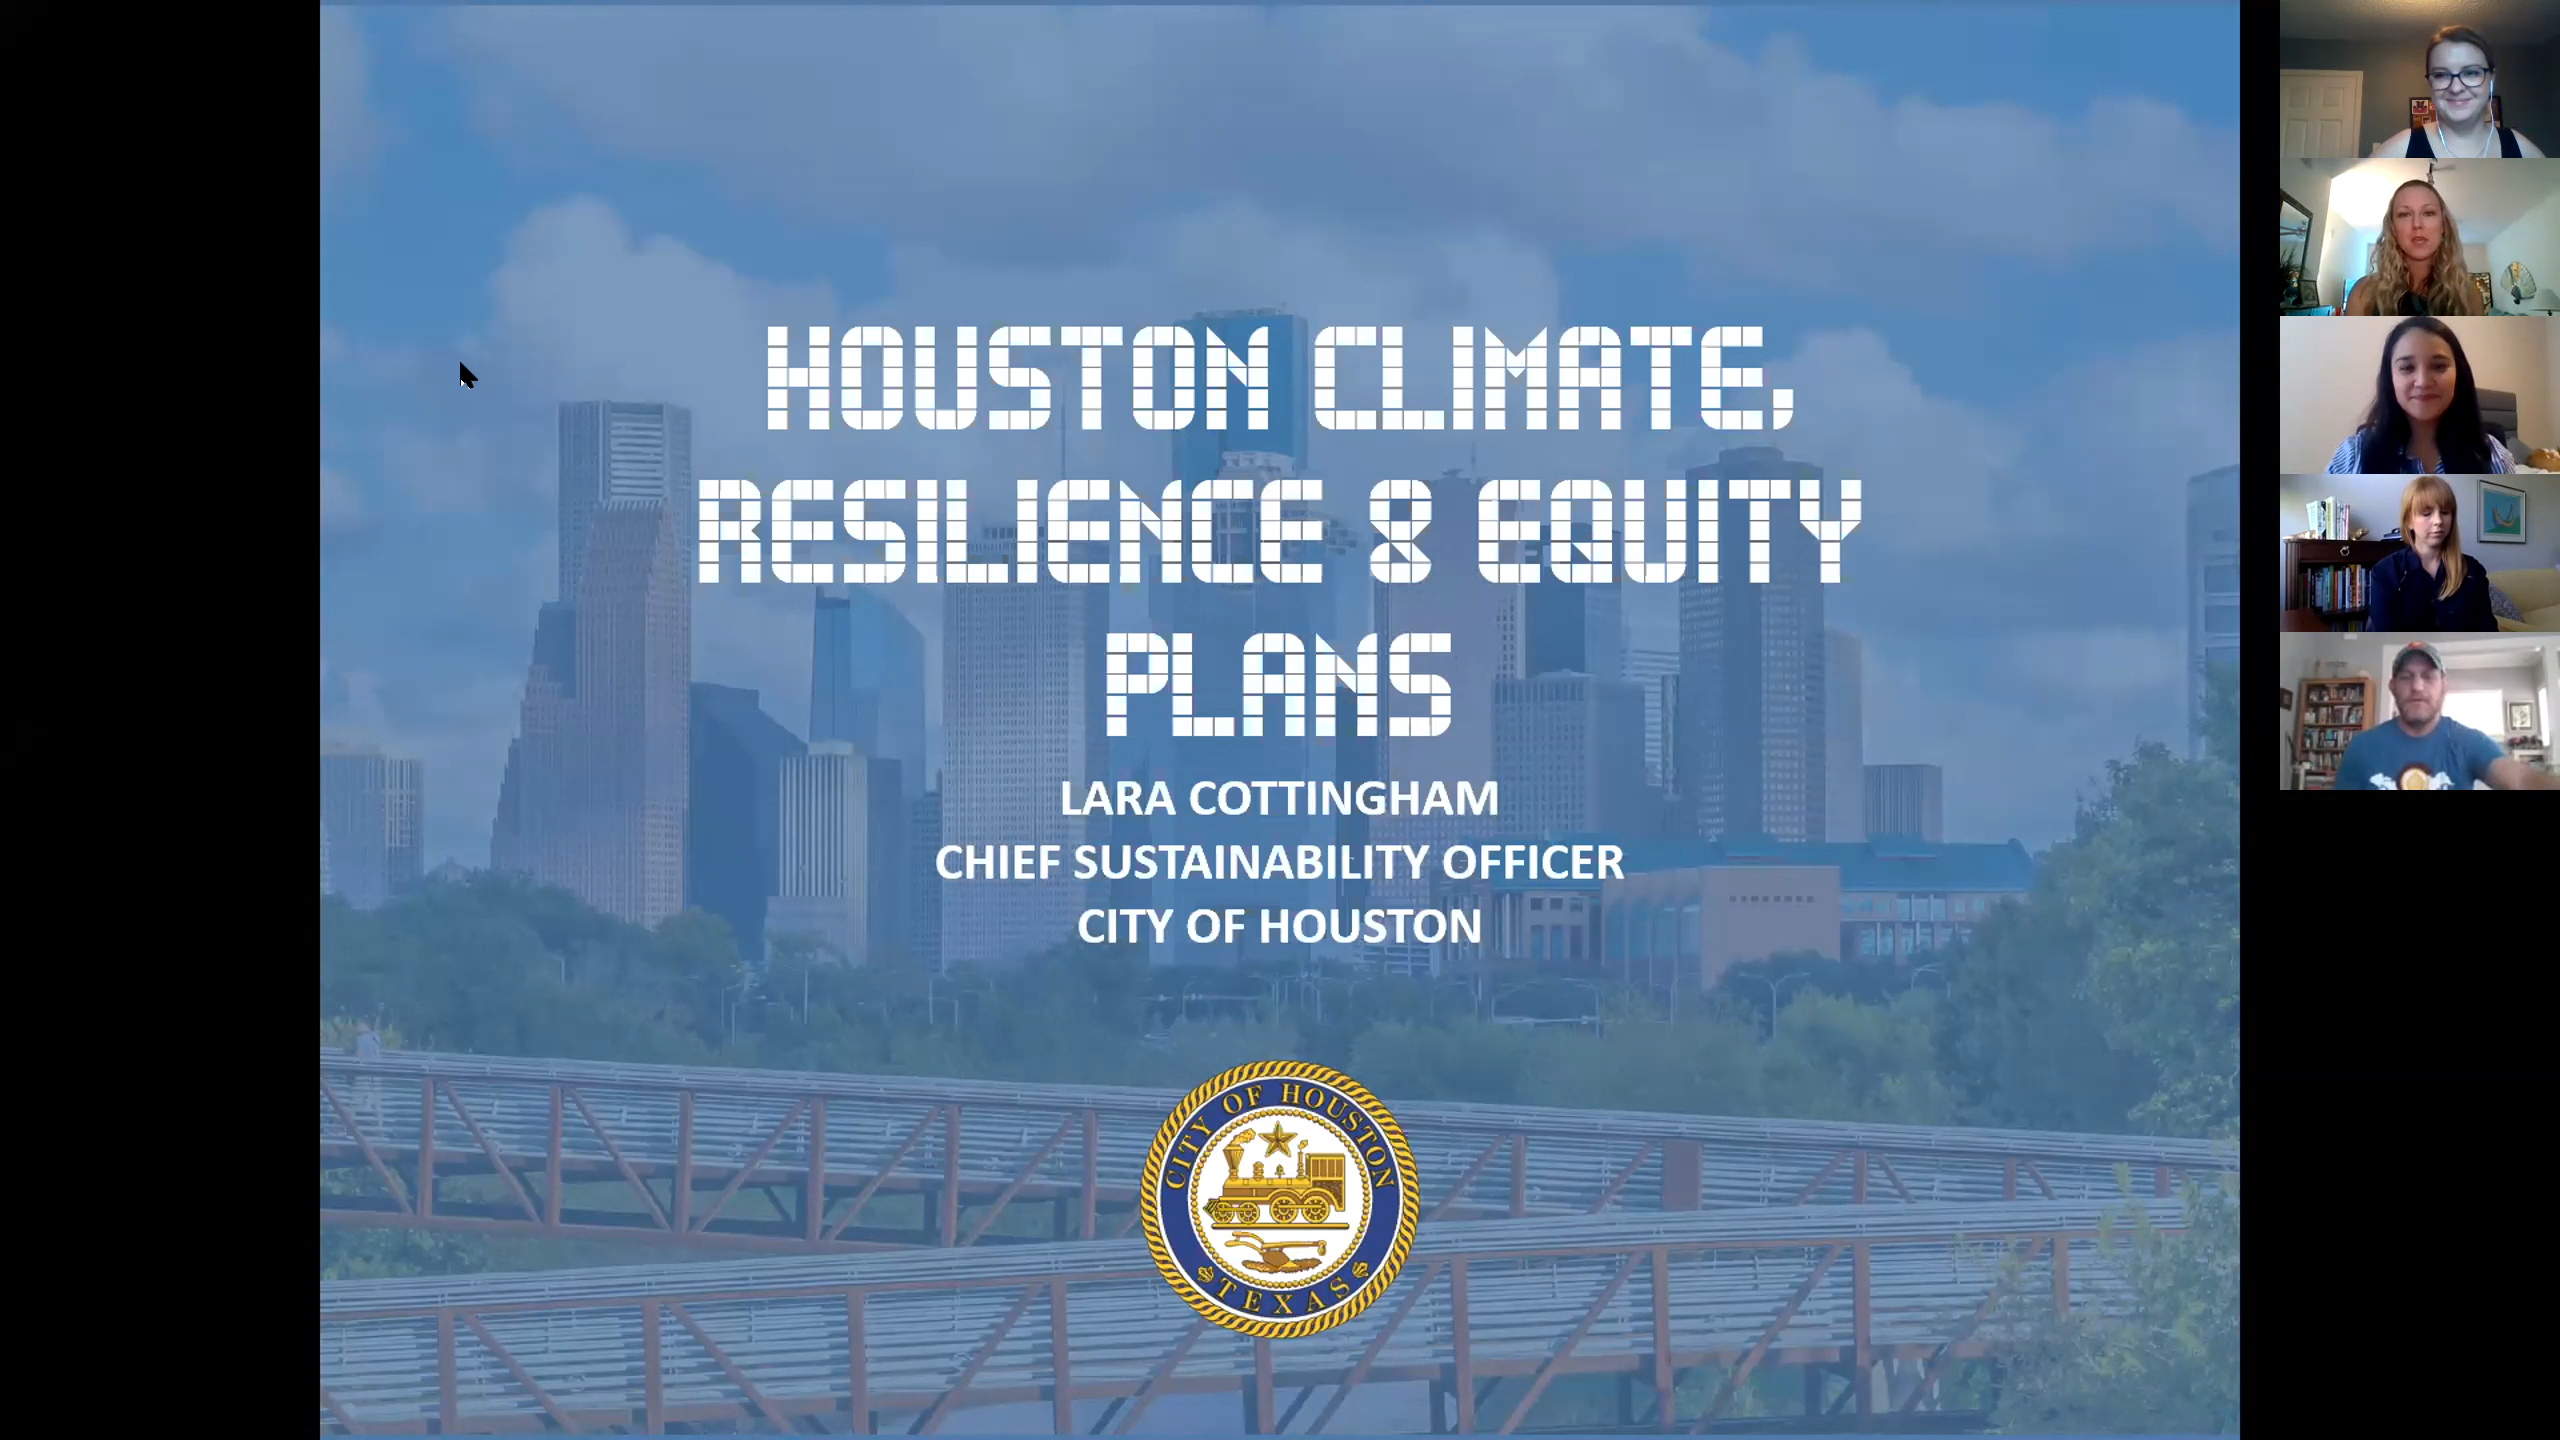 HOUSTON CLIMATE,
RESILIENCE & EQUITY
PLANS
LARA COTTINGHAM
CHIEF SUSTAINABILITY OFFICER
CITY OF HOUSTON
CITY OF HOUSTON
TEXAS